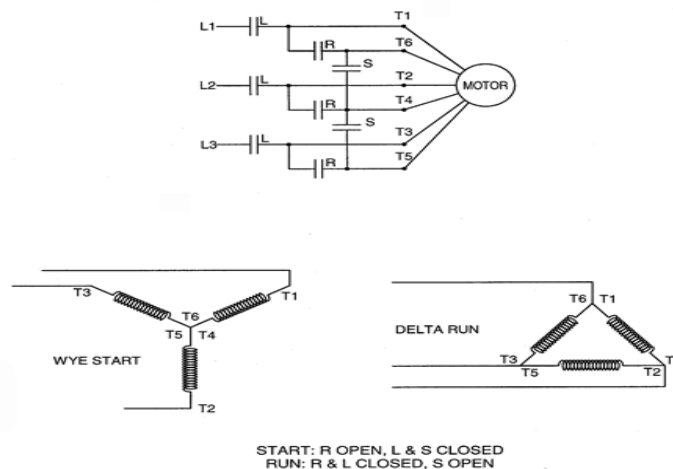 L1 L T1
R T6
S
L2 L T2 MOTOR
R T4
S
L3 L T3
R T5
T3 T6 T1
T5 T4
WYE START
T2
T6 T1
DELTA RUN
T3 T2
T5
START: R OPEN, L & S CLOSED
RUN: R & L CLOSED, S OPEN